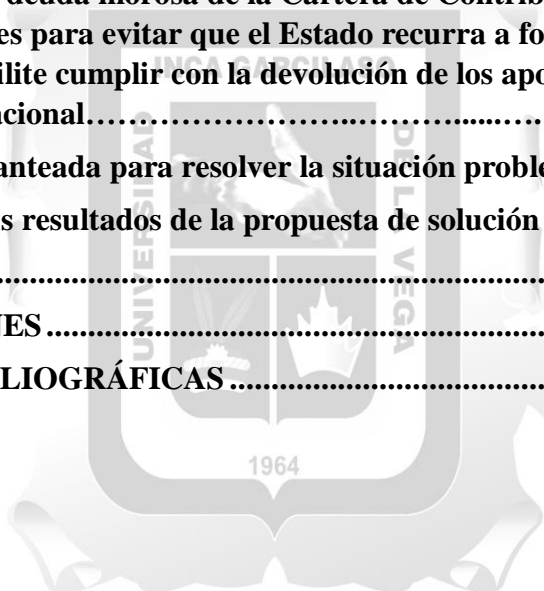 deuda morosa de la Cartera de Contrib
es para evitar que el Estado recurra a fo
ilite cumplir con la devolución de los apo
acional…………………..………......…
anteada para resolver la situación proble
s resultados de la propuesta de solución
................................................................
NES ................................................................
LIOGRÁFICAS ................................................
UNIVERSIDAD
INCA GARCILASO
DE LA VEGA
1964